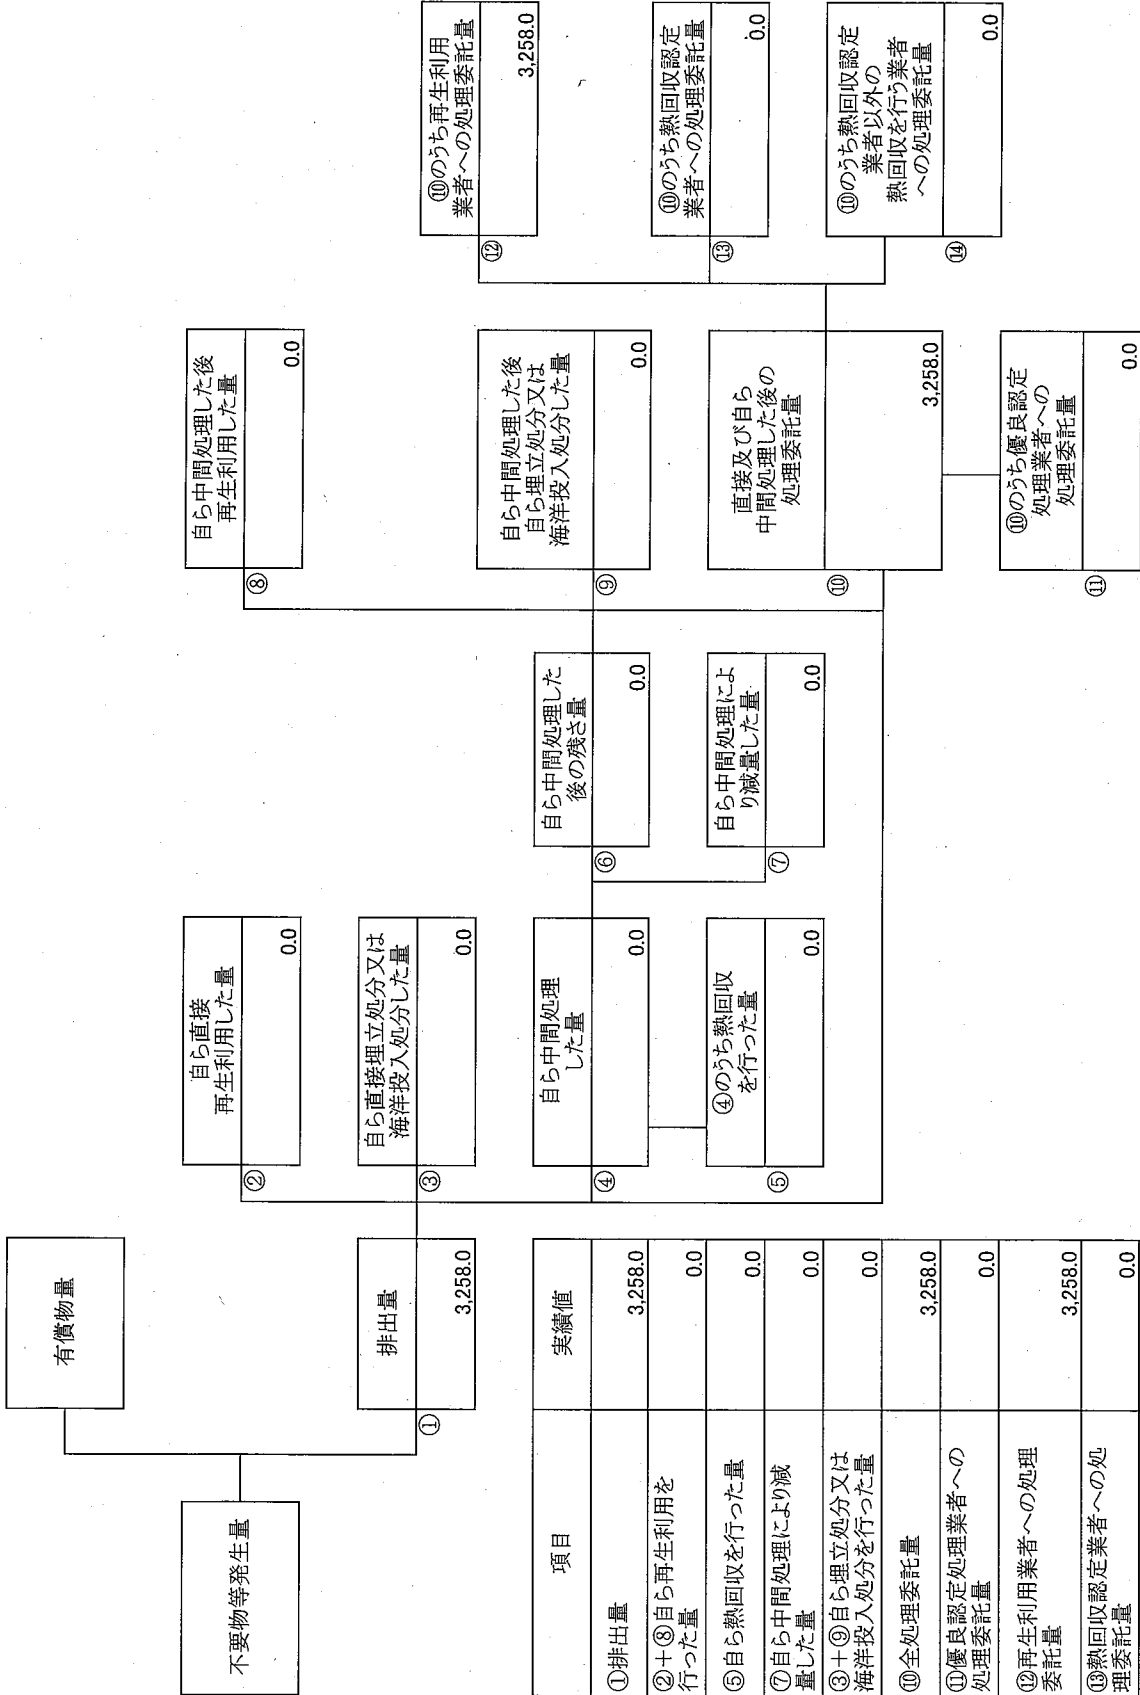 不要物等発生量
有償物量
排出量
①
3,258.0
自ら直接
再生利用した量
②
0.0
自ら直接埋立処分又は
海洋投入処分した量
③
0.0
自ら中間処理
した量
④
0.0
④のうち熱回収
を行った量
⑤
0.0
自ら中間処理した
後の残さ量
⑥
0.0
自ら中間処理によ
り減量した量
⑦
0.0
自ら中間処理した後
再生利用した量
⑧
0.0
自ら中間処理した後
自ら埋立処分又は
海洋投入処分した量
⑨
0.0
直接及び自ら
中間処理した後の
処理委託量
⑩
3,258.0
⑩のうち優良認定
処理業者への
処理委託量
⑪
0.0
⑩のうち再生利用
業者への処理委託量
⑫
3,258.0
⑩のうち熱回収認定
業者への処理委託量
⑬
0.0
⑩のうち熱回収認定
業者以外の
熱回収を行う業者
への処理委託量
⑭
0.0
項目 実績値
①排出量 3,258.0
②+⑧自ら再生利用を
行った量 0.0
⑤自ら熱回収を行った量 0.0
⑦自ら中間処理により減
量した量 0.0
③+⑨自ら埋立処分又は
海洋投入処分を行った量 0.0
⑩全処理委託量 3,258.0
⑪優良認定処理業者への
処理委託量 0.0
⑫再生利用業者への処理
委託量 3,258.0
⑬熱回収認定業者への処
理委託量 0.0